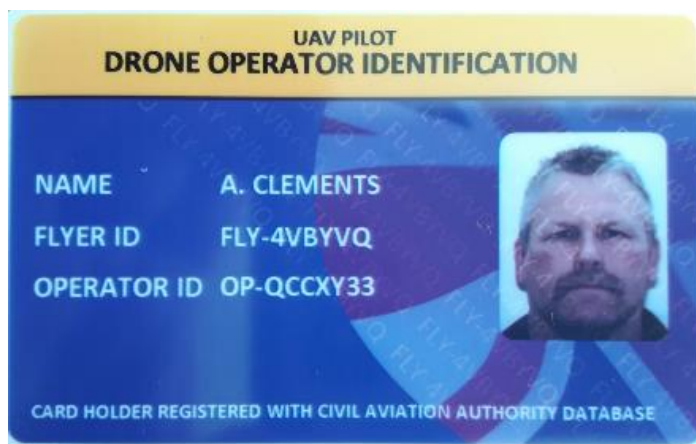 UAV PILOT
DRONE OPERATOR IDENTIFICATION
NAME A. CLEMENTS
FLYER ID FLY-4VBYVQ
OPERATOR ID OP-QCCXY33
CARD HOLDER REGISTERED WITH CIVIL AVIATION AUTHORITY DATABASE